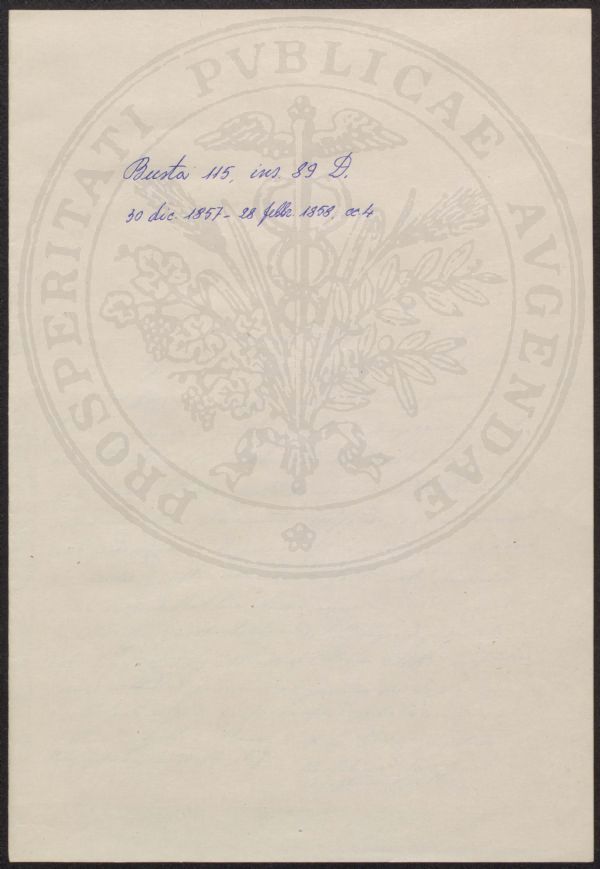 Busta 115, ins. 89 D.
30 dic. 1857 - 28 febbr. 1858, cc 4
PROSPERITATI PVBLICAE AVGENDAE